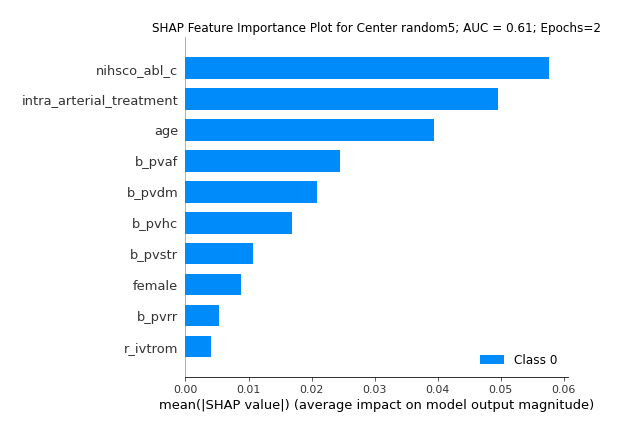 SHAP Feature Importance Plot for Center random5; AUC = 0.61; Epochs=2
nihsco_abl_c
intra_arterial_treatment
age
b_pvaf
b_pvdm
b_pvhc
b_pvstr
female
b_pvrr
r_ivtrom
Class 0
0.00 0.01 0.02 0.03 0.04 0.05 0.06
mean(|SHAP value|) (average impact on model output magnitude)